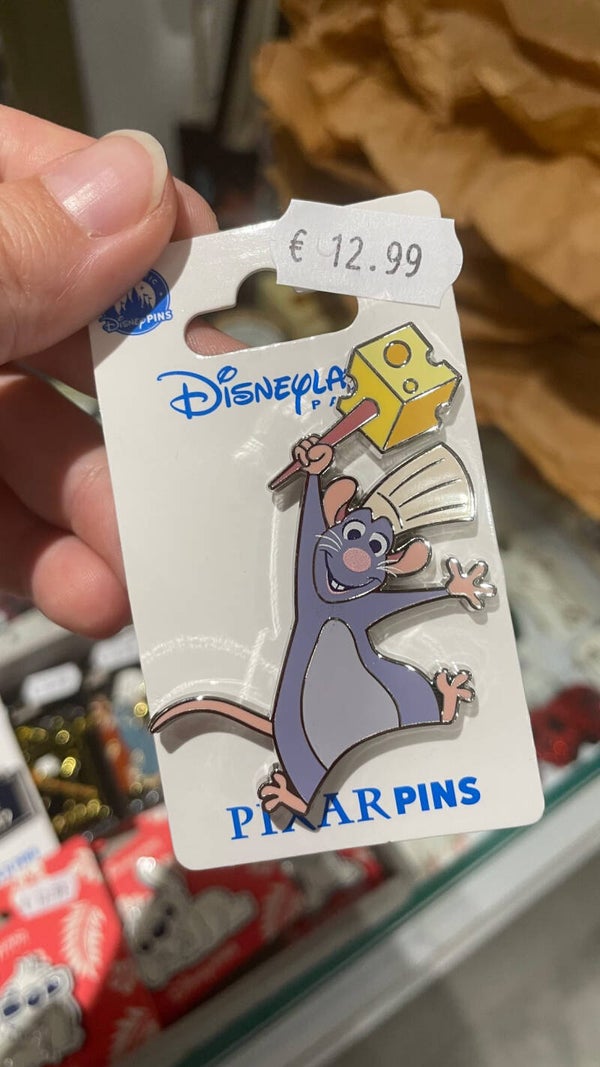 € 12.99
DISNEY PINS
DISNEYLA
P
PIXAR PINS